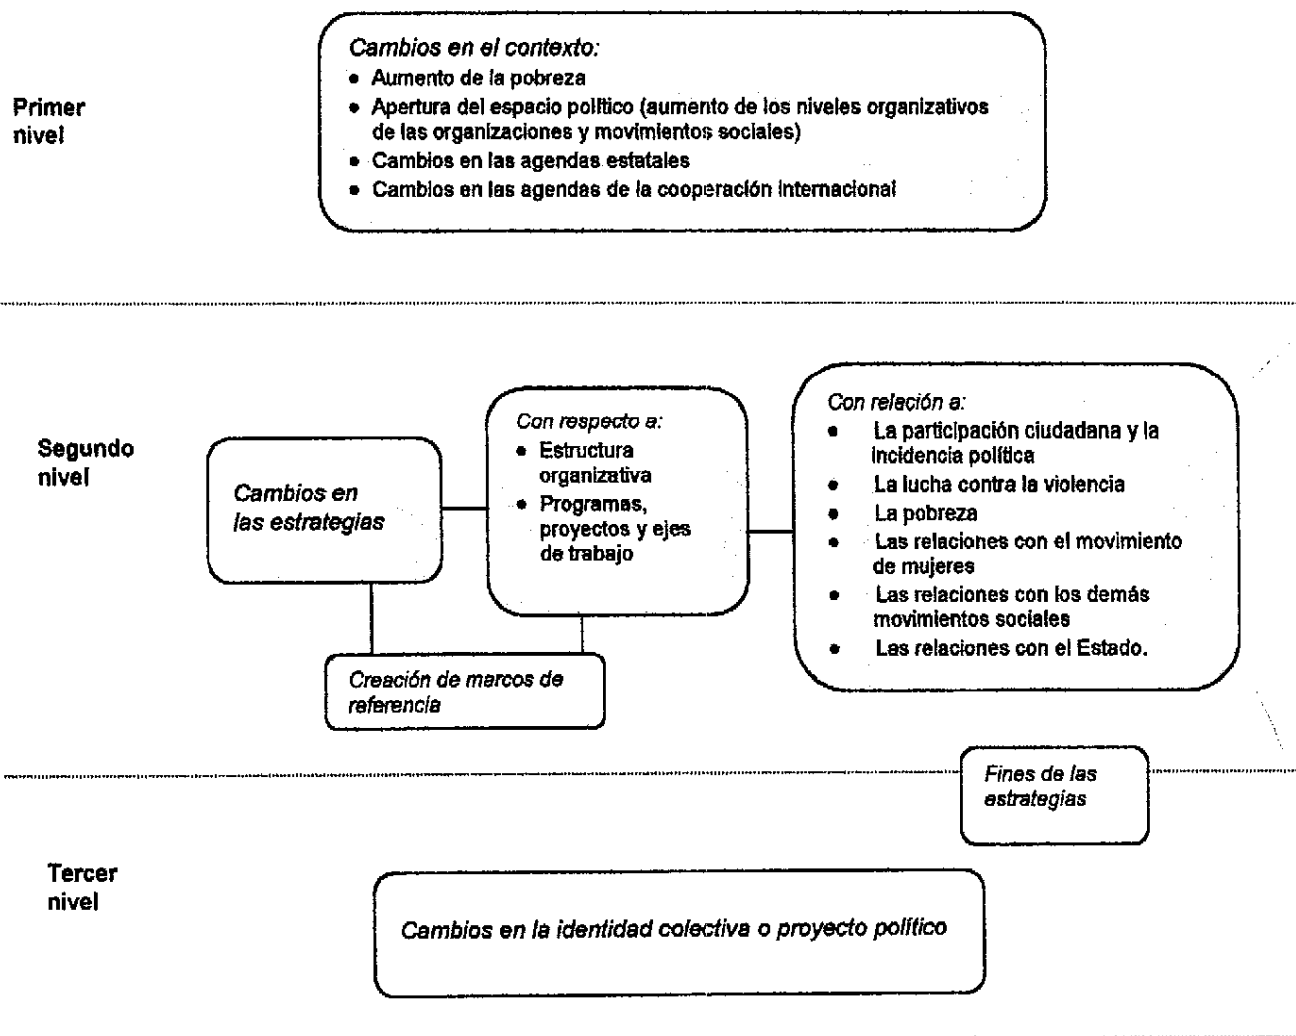 Primer
nivel
Cambios en el contexto:
• Aumento de la pobreza
• Apertura del espacio político (aumento de los niveles organizativos
de las organizaciones y movimientos sociales)
• Cambios en las agendas estatales
• Cambios en las agendas de la cooperación internacional
Segundo
nivel
Cambios en
las estrategias
Con respecto a:
• Estructura
organizativa
• Programas,
proyectos y ejes
de trabajo
Con relación a:
• La participación ciudadana y la
incidencia política
• La lucha contra la violencia
• La pobreza
• Las relaciones con el movimiento
de mujeres
• Las relaciones con los demás
movimientos sociales
• Las relaciones con el Estado.
Creación de marcos de
referencia
Fines de las
estrategias
Tercer
nivel
Cambios en la identidad colectiva o proyecto político